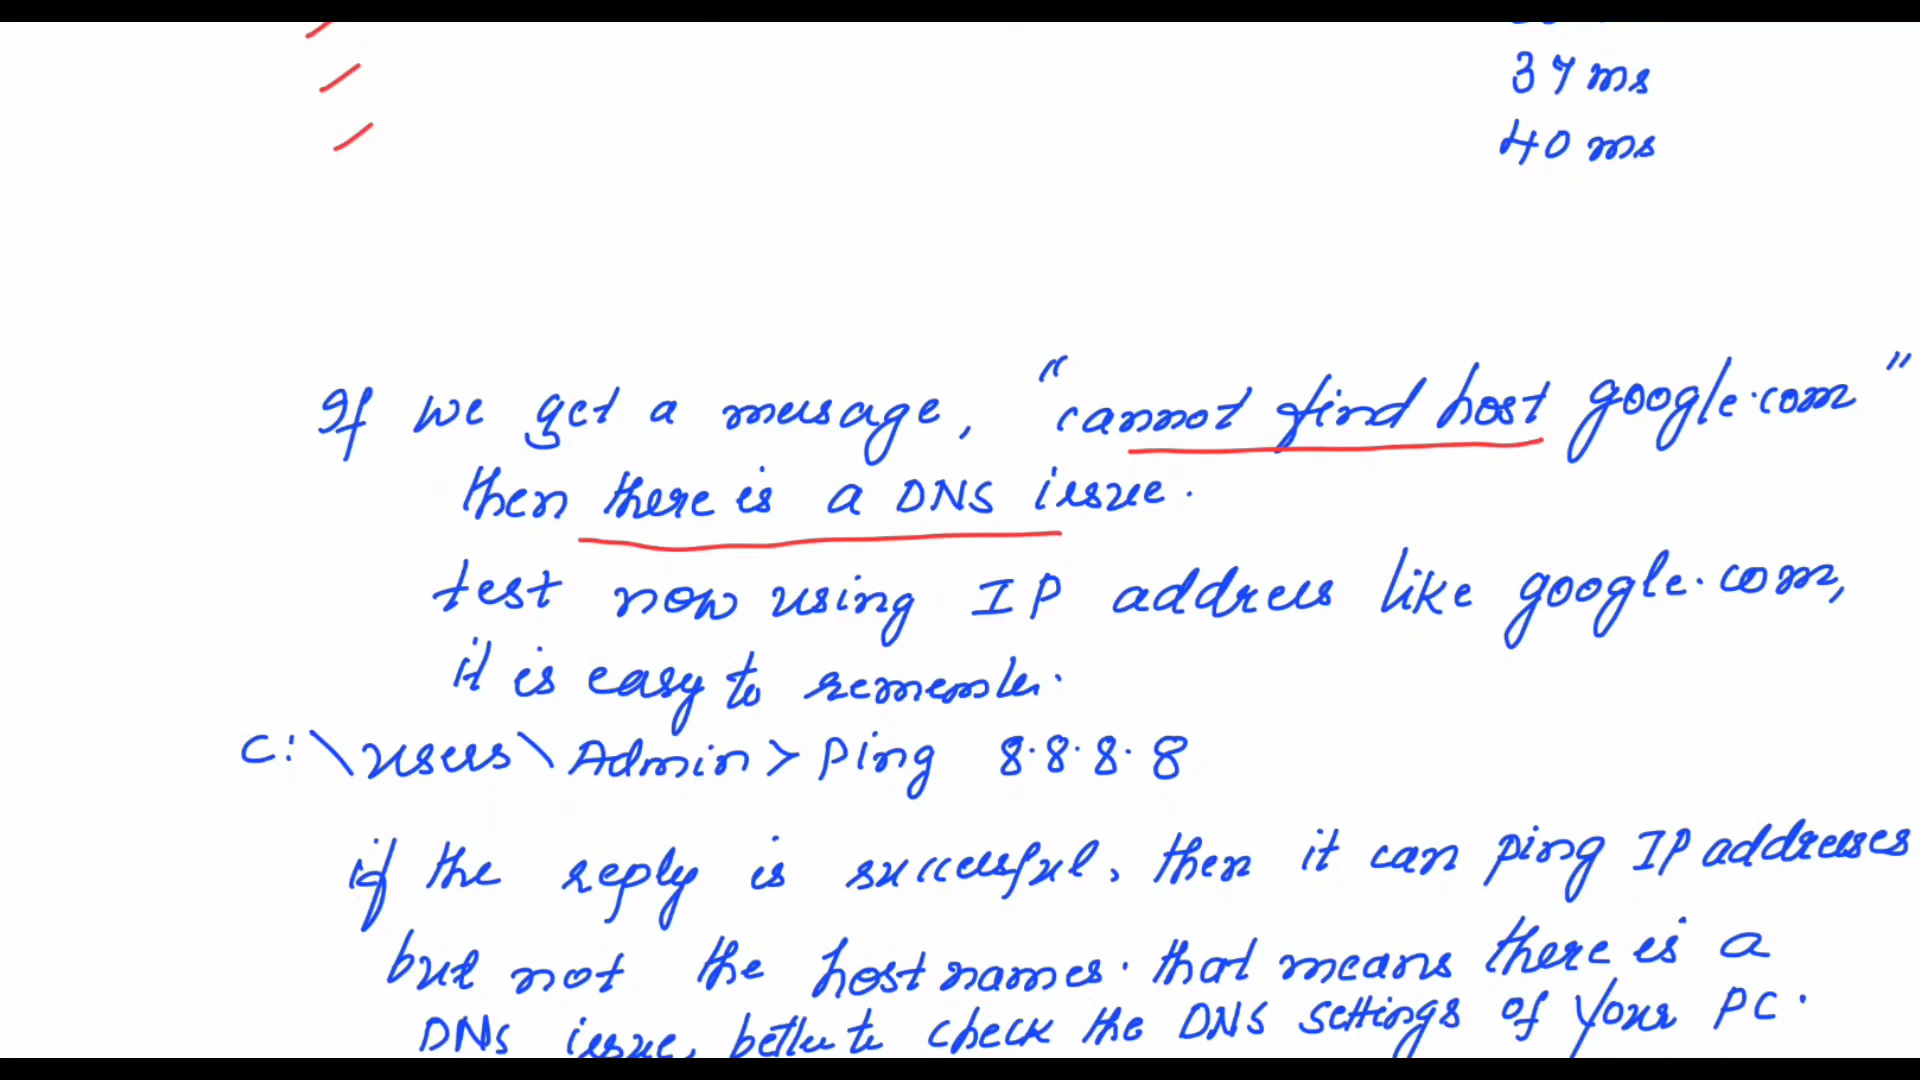 37 ms
40 ms
If we get a message, "cannot find host google.com"
then there is a DNS issue.
test now using IP address like google.com,
it is easy to remember.
C:\users\Admin> Ping 8.8.8.8
if the reply is successful, then it can ping IP addresses
but not the hostnames. that means there is a
DNS issue, better to check the DNS settings of your PC.